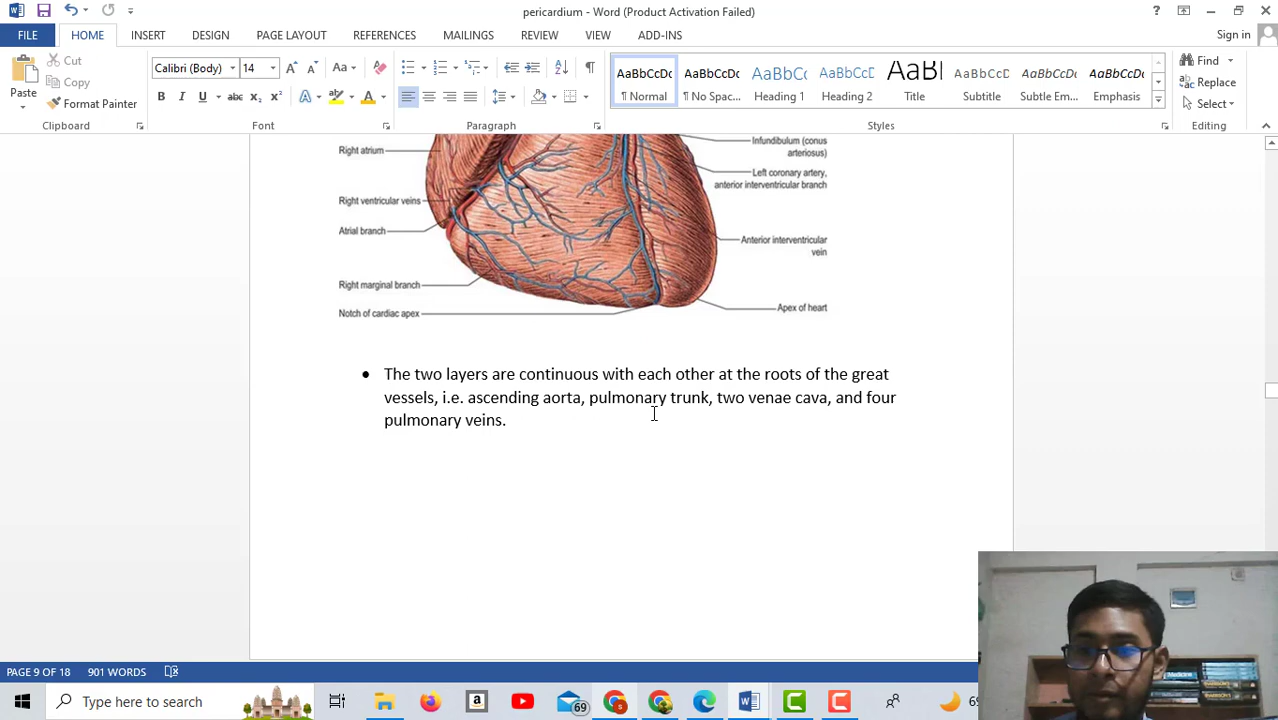 pericardium - Word (Product Activation Failed)
?
FILE HOME INSERT DESIGN PAGE LAYOUT REFERENCES MAILINGS REVIEW VIEW ADD-INS Sign in
Paste
Cut
Copy
Format Painter
Calibri (Body) 14 Aa
B I U abc x₂ x² A A
AaBbCcDc
¶ Normal
AaBbCcDc
¶ No Spac...
AaBbCc
Heading 1
AaBbCcD
Heading 2
AaBl
Title
AaBbCcD
Subtitle
AaBbCcDc
Subtle Em...
AaBbCcDc
Emphasis
Find
Replace
Select
Clipboard Font Paragraph Styles Editing
Right atrium
Right ventricular veins
Atrial branch
Right marginal branch
Notch of cardiac apex
Infundibulum (conus
arteriosus)
Left coronary artery,
anterior interventricular branch
Anterior interventricular
vein
Apex of heart
• The two layers are continuous with each other at the roots of the great
vessels, i.e. ascending aorta, pulmonary trunk, two venae cava, and four
pulmonary veins.
PAGE 9 OF 18 901 WORDS
Type here to search
69